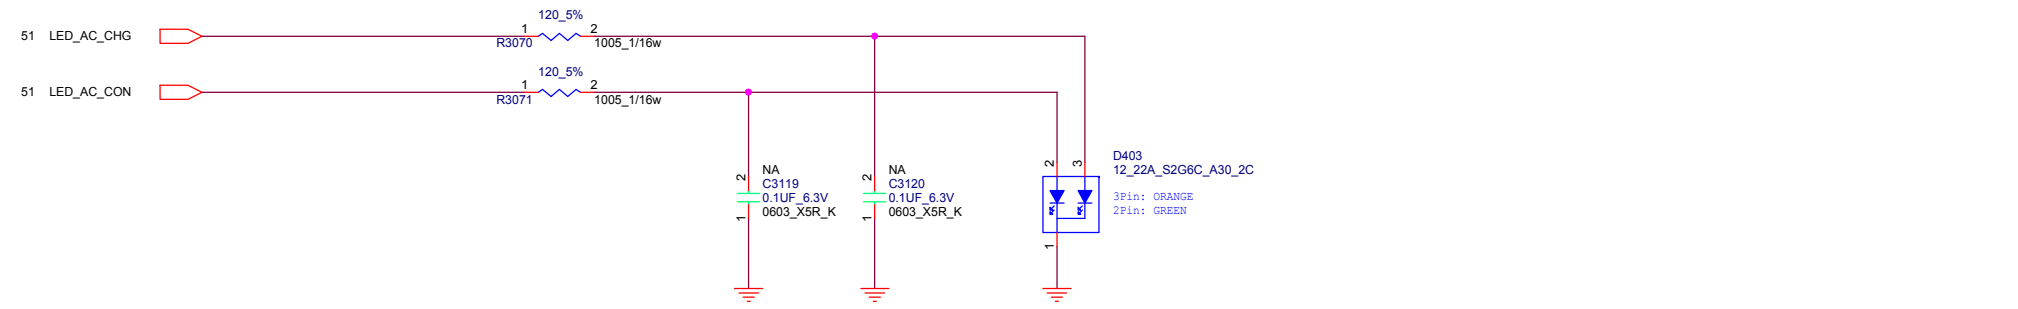 120_5%
51 LED_AC_CHG
1 2
R3070 1005_1/16w
120_5%
51 LED_AC_CON
1 2
R3071 1005_1/16w
2 NA
C3119
0.1UF_6.3V
1 0603_X5R_K
2 NA
C3120
0.1UF_6.3V
1 0603_X5R_K
2 3
D403
12_22A_S2G6C_A30_2C
3Pin: ORANGE
2Pin: GREEN
1